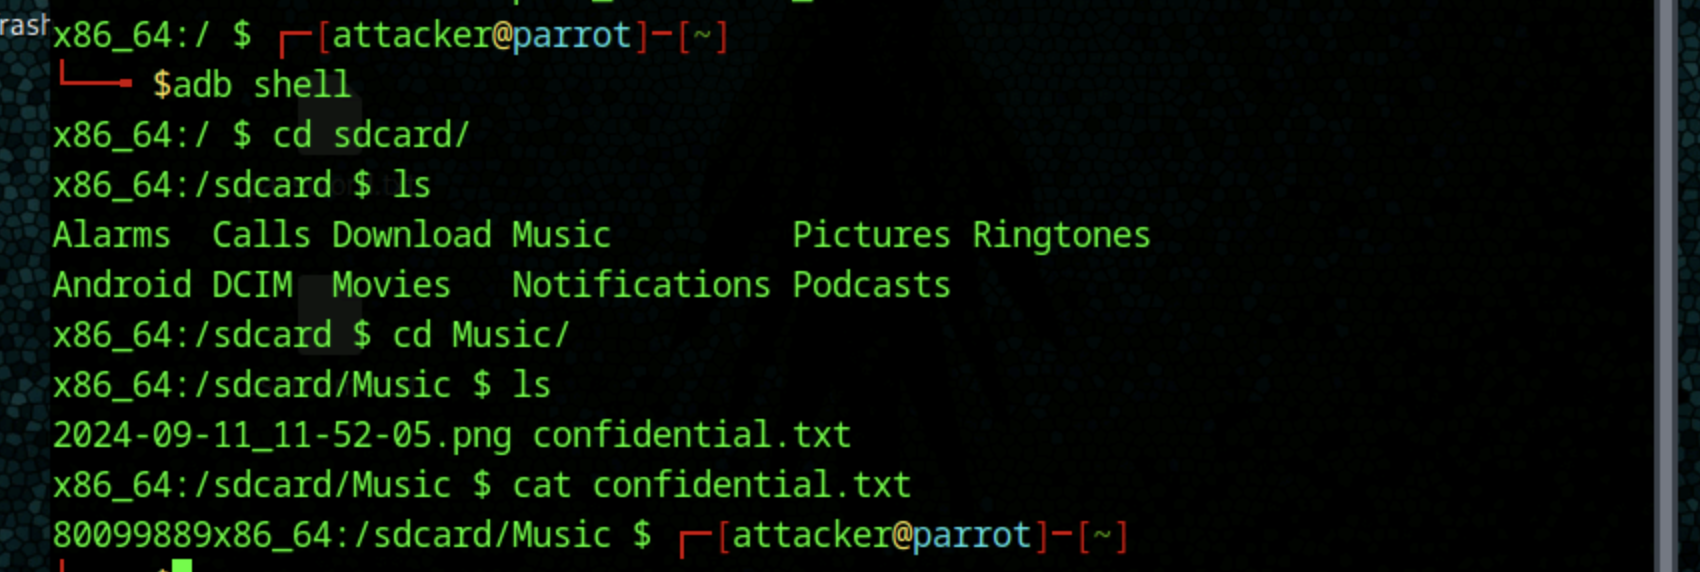 rash
x86_64:/ $ ┌─[attacker@parrot]─[~]
└──╼ $adb shell
x86_64:/ $ cd sdcard/
x86_64:/sdcard $ ls
Alarms  Calls Download Music         Pictures Ringtones
Android DCIM  Movies   Notifications Podcasts
x86_64:/sdcard $ cd Music/
x86_64:/sdcard/Music $ ls
2024-09-11_11-52-05.png confidential.txt
x86_64:/sdcard/Music $ cat confidential.txt
80099889x86_64:/sdcard/Music $ ┌─[attacker@parrot]─[~]